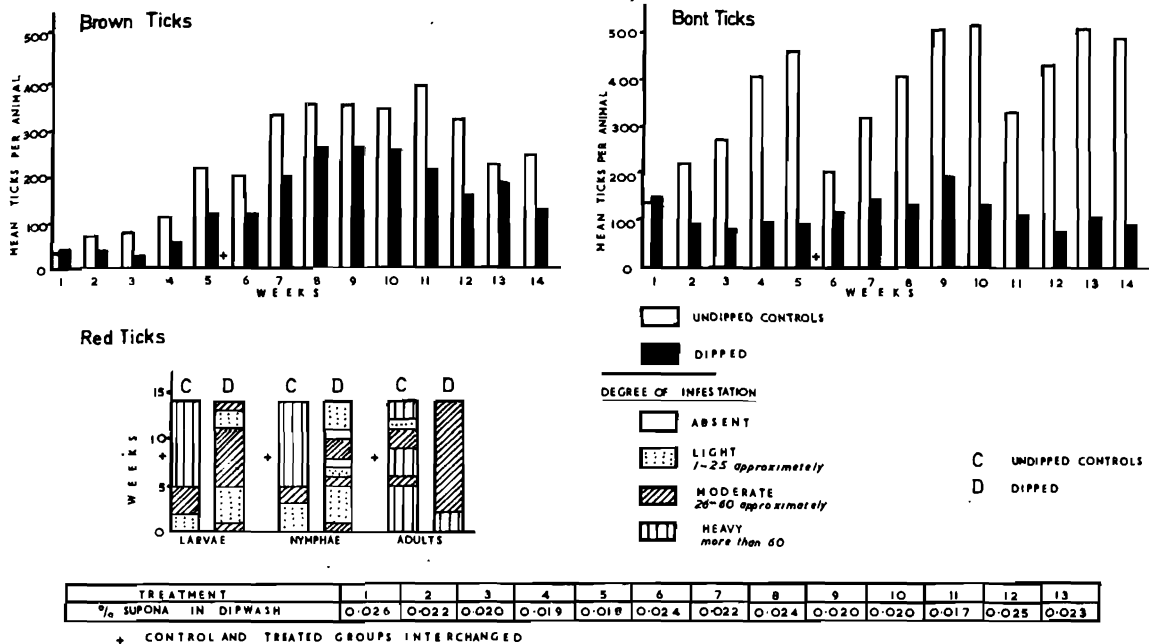 Brown Ticks
500
400
300
200
100
0
MEAN TICKS PER ANIMAL
+
1 2 3 4 5 6 7 8 9 10 11 12 13 14
WEEKS
Bont Ticks
500
400
300
200
100
0
MEAN TICKS PER ANIMAL
+
1 2 3 4 5 6 7 8 9 10 11 12 13 14
WEEKS
UNDIPPED CONTROLS
DIPPED
Red Ticks
C D C D C D
15
10
5
0
WEEKS
+ + +
LARVAE NYMPHAE ADULTS
DEGREE OF INFESTATION
ABSENT
LIGHT
1-25 approximately
MODERATE
26-60 approximately
HEAVY
more than 60
C UNDIPPED CONTROLS
D DIPPED
TREATMENT 1 2 3 4 5 6 7 8 9 10 11 12 13
% SUPONA IN DIPWASH 0·026 0·022 0·020 0·019 0·018 0·024 0·022 0·024 0·020 0·020 0·017 0·025 0·023
+ CONTROL AND TREATED GROUPS INTERCHANGED